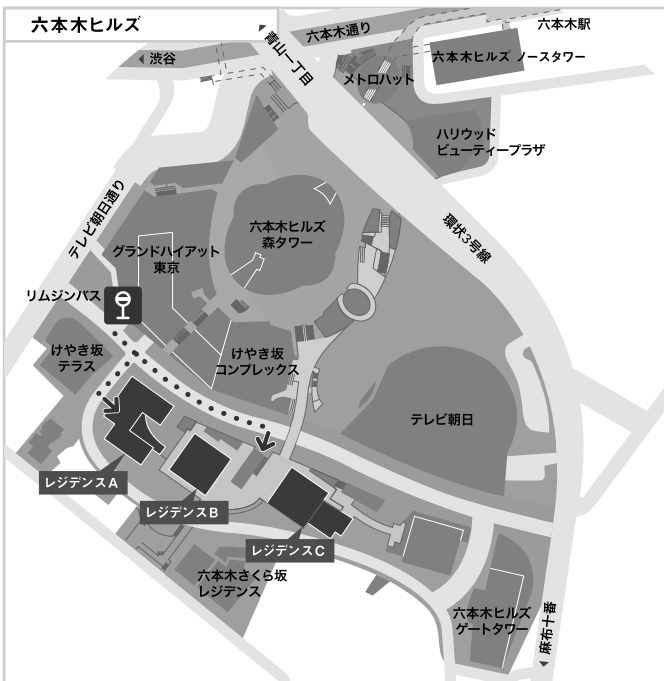 六本木ヒルズ
六本木駅
六本木通り
青山一丁目
渋谷
六本木ヒルズ ノースタワー
メトロハット
ハリウッド
ビューティープラザ
テレビ朝日通り
六本木ヒルズ
森タワー
環状3号線
グランドハイアット
東京
リムジンバス
けやき坂
テラス
けやき坂
コンプレックス
テレビ朝日
レジデンスA
レジデンスB
レジデンスC
六本木さくら坂
レジデンス
六本木ヒルズ
ゲートタワー
麻布十番